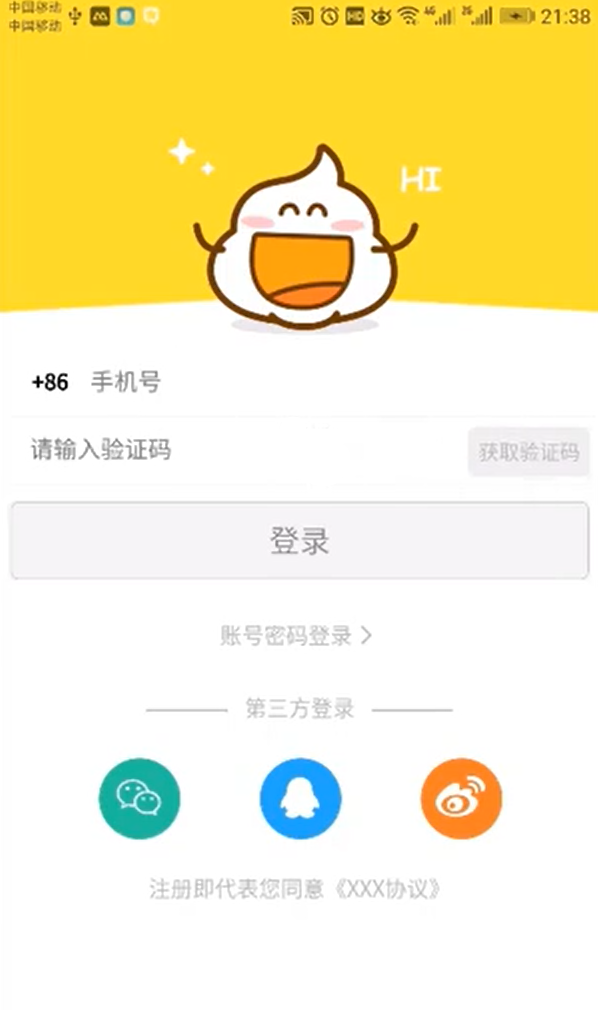 中国移动
中国移动
HD
4G
2G
21:38
HI
+86 手机号
请输入验证码
获取验证码
登录
账号密码登录
第三方登录
注册即代表您同意《XXX协议》